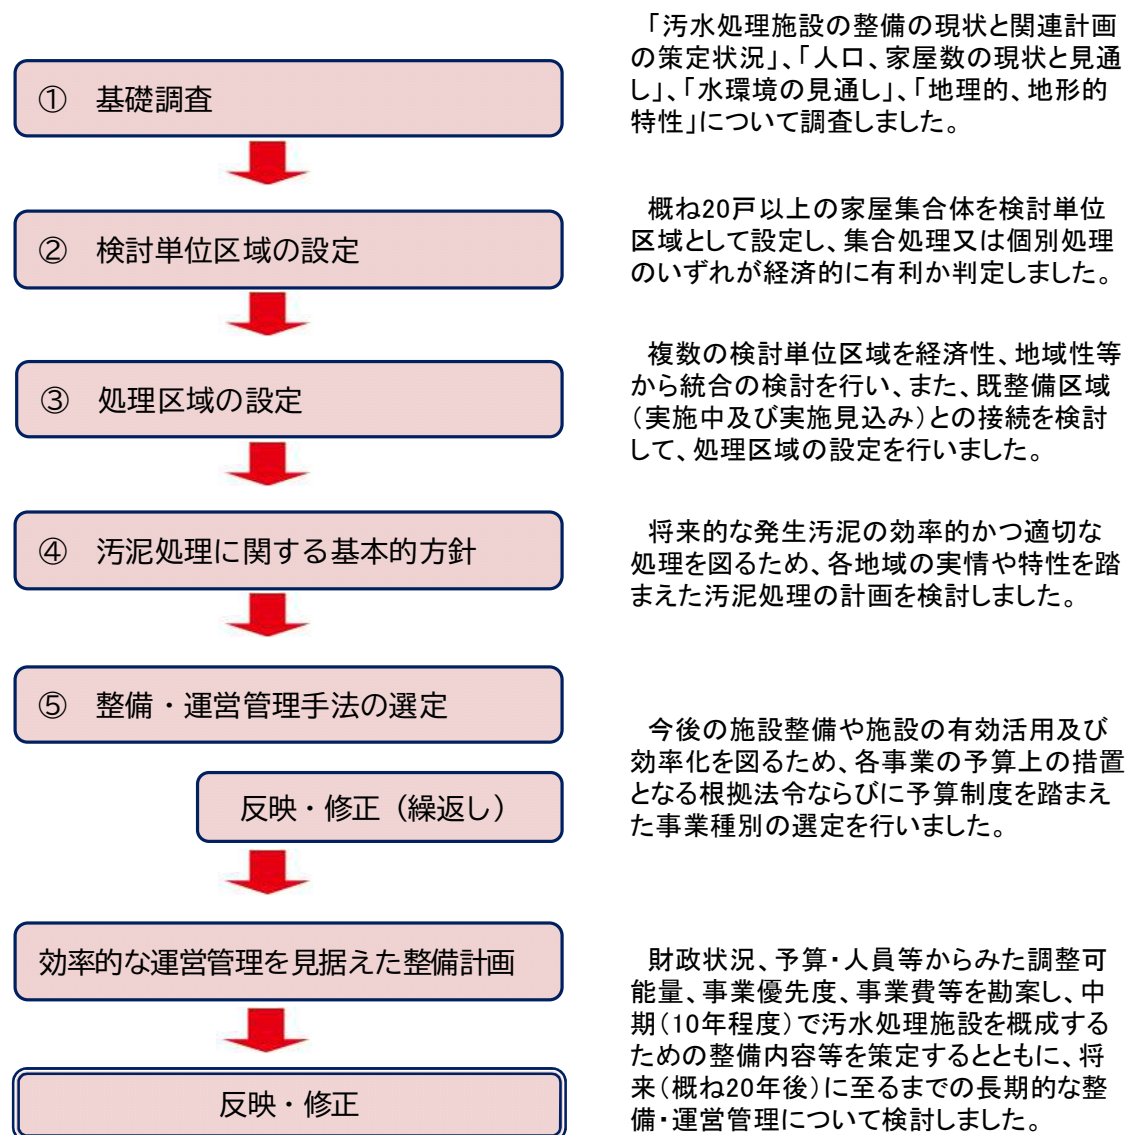 「汚水処理施設の整備の現状と関連計画
の策定状況」、「人口、家屋数の現状と見通
し」、「水環境の見通し」、「地理的、地形的
特性」について調査しました。
① 基礎調査
概ね20戸以上の家屋集合体を検討単位
区域として設定し、集合処理又は個別処理
のいずれが経済的に有利か判定しました。
② 検討単位区域の設定
複数の検討単位区域を経済性、地域性等
から統合の検討を行い、また、既整備区域
（実施中及び実施見込み）との接続を検討
して、処理区域の設定を行いました。
③ 処理区域の設定
将来的な発生汚泥の効率的かつ適切な
処理を図るため、各地域の実情や特性を踏
まえた汚泥処理の計画を検討しました。
④ 汚泥処理に関する基本的方針
⑤ 整備・運営管理手法の選定
今後の施設整備や施設の有効活用及び
効率化を図るため、各事業の予算上の措置
となる根拠法令ならびに予算制度を踏まえ
た事業種別の選定を行いました。
反映・修正（繰返し）
効率的な運営管理を見据えた整備計画
財政状況、予算・人員等からみた調整可
能量、事業優先度、事業費等を勘案し、中
期（10年程度）で汚水処理施設を概成する
ための整備内容等を策定するとともに、将
来（概ね20年後）に至るまでの長期的な整
備・運営管理について検討しました。
反映・修正